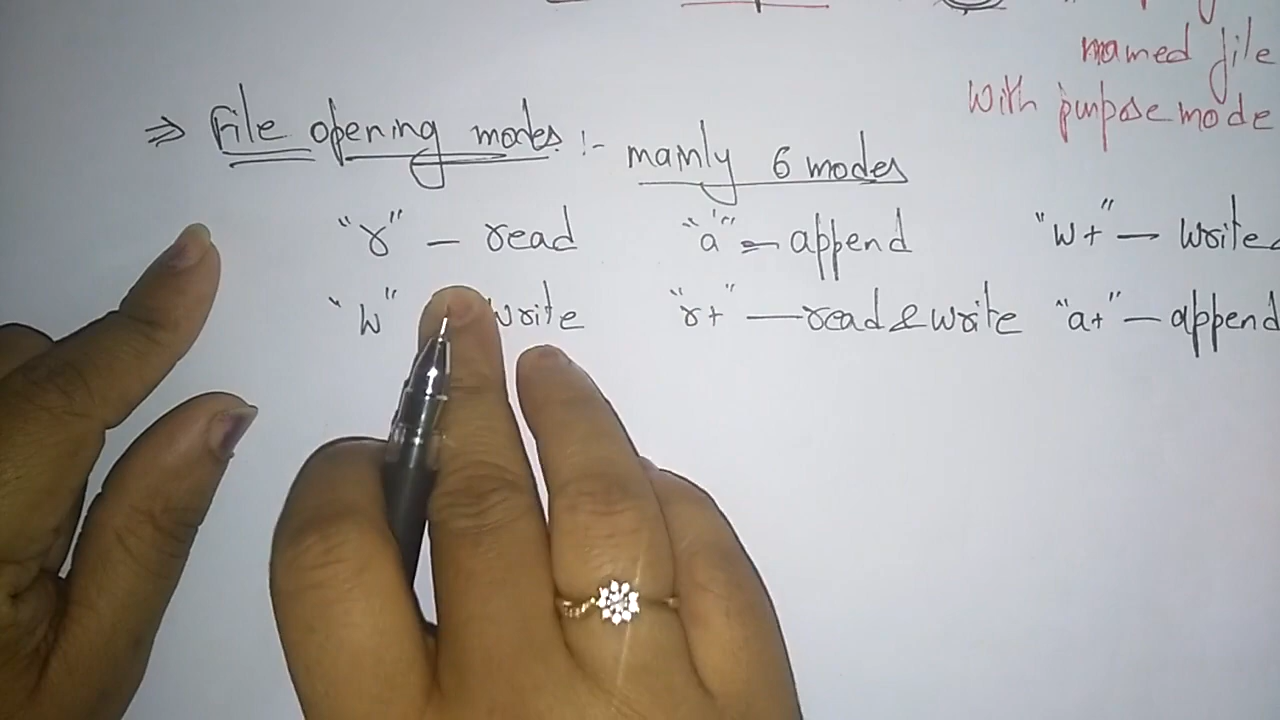 named file
with purpose mode
⇒ File opening modes :- mainly 6 modes
"r" — read "a" — append "w+" — write
"w" write "r+" — read & write "a+" — append